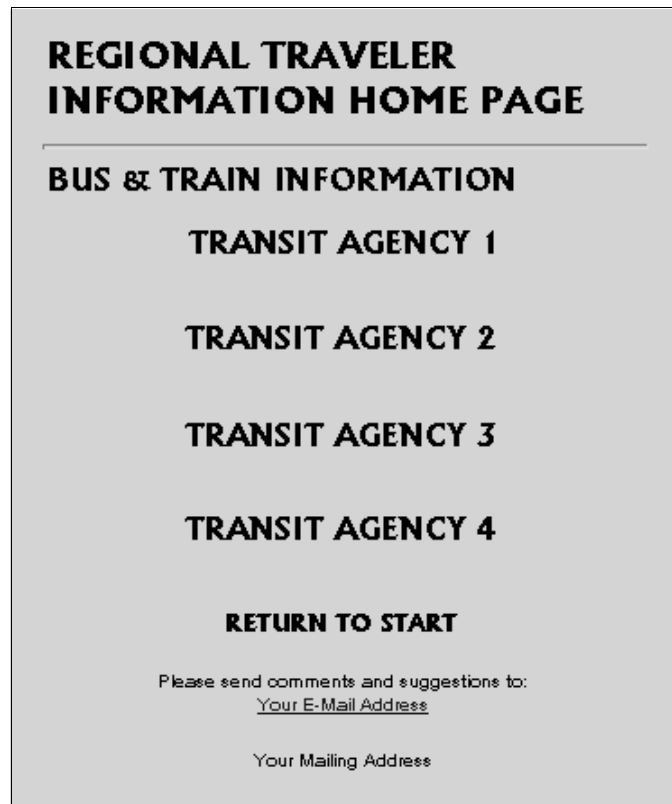 REGIONAL TRAVELER
INFORMATION HOME PAGE
BUS & TRAIN INFORMATION
TRANSIT AGENCY 1
TRANSIT AGENCY 2
TRANSIT AGENCY 3
TRANSIT AGENCY 4
RETURN TO START
Please send comments and suggestions to:
Your E-Mail Address
Your Mailing Address